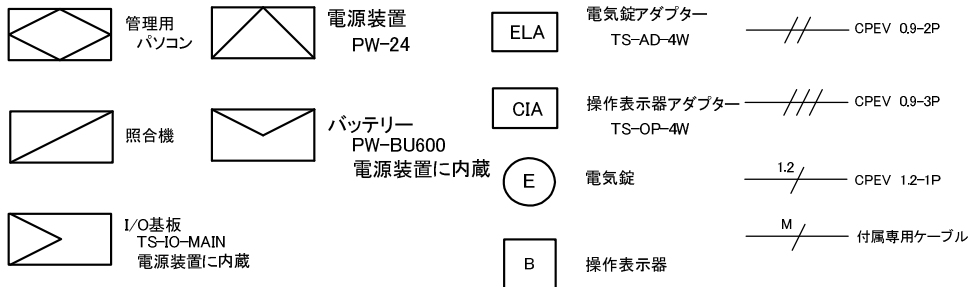 管理用
パソコン
照合機
I/O基板
TS-IO-MAIN
電源装置に内蔵
電源装置
PW-24
バッテリー
PW-BU600
電源装置に内蔵
ELA
電気錠アダプター
TS-AD-4W
CIA
操作表示器アダプター
TS-OP-4W
E
電気錠
B
操作表示器
CPEV 0.9-2P
CPEV 0.9-3P
1.2
CPEV 1.2-1P
M
付属専用ケーブル